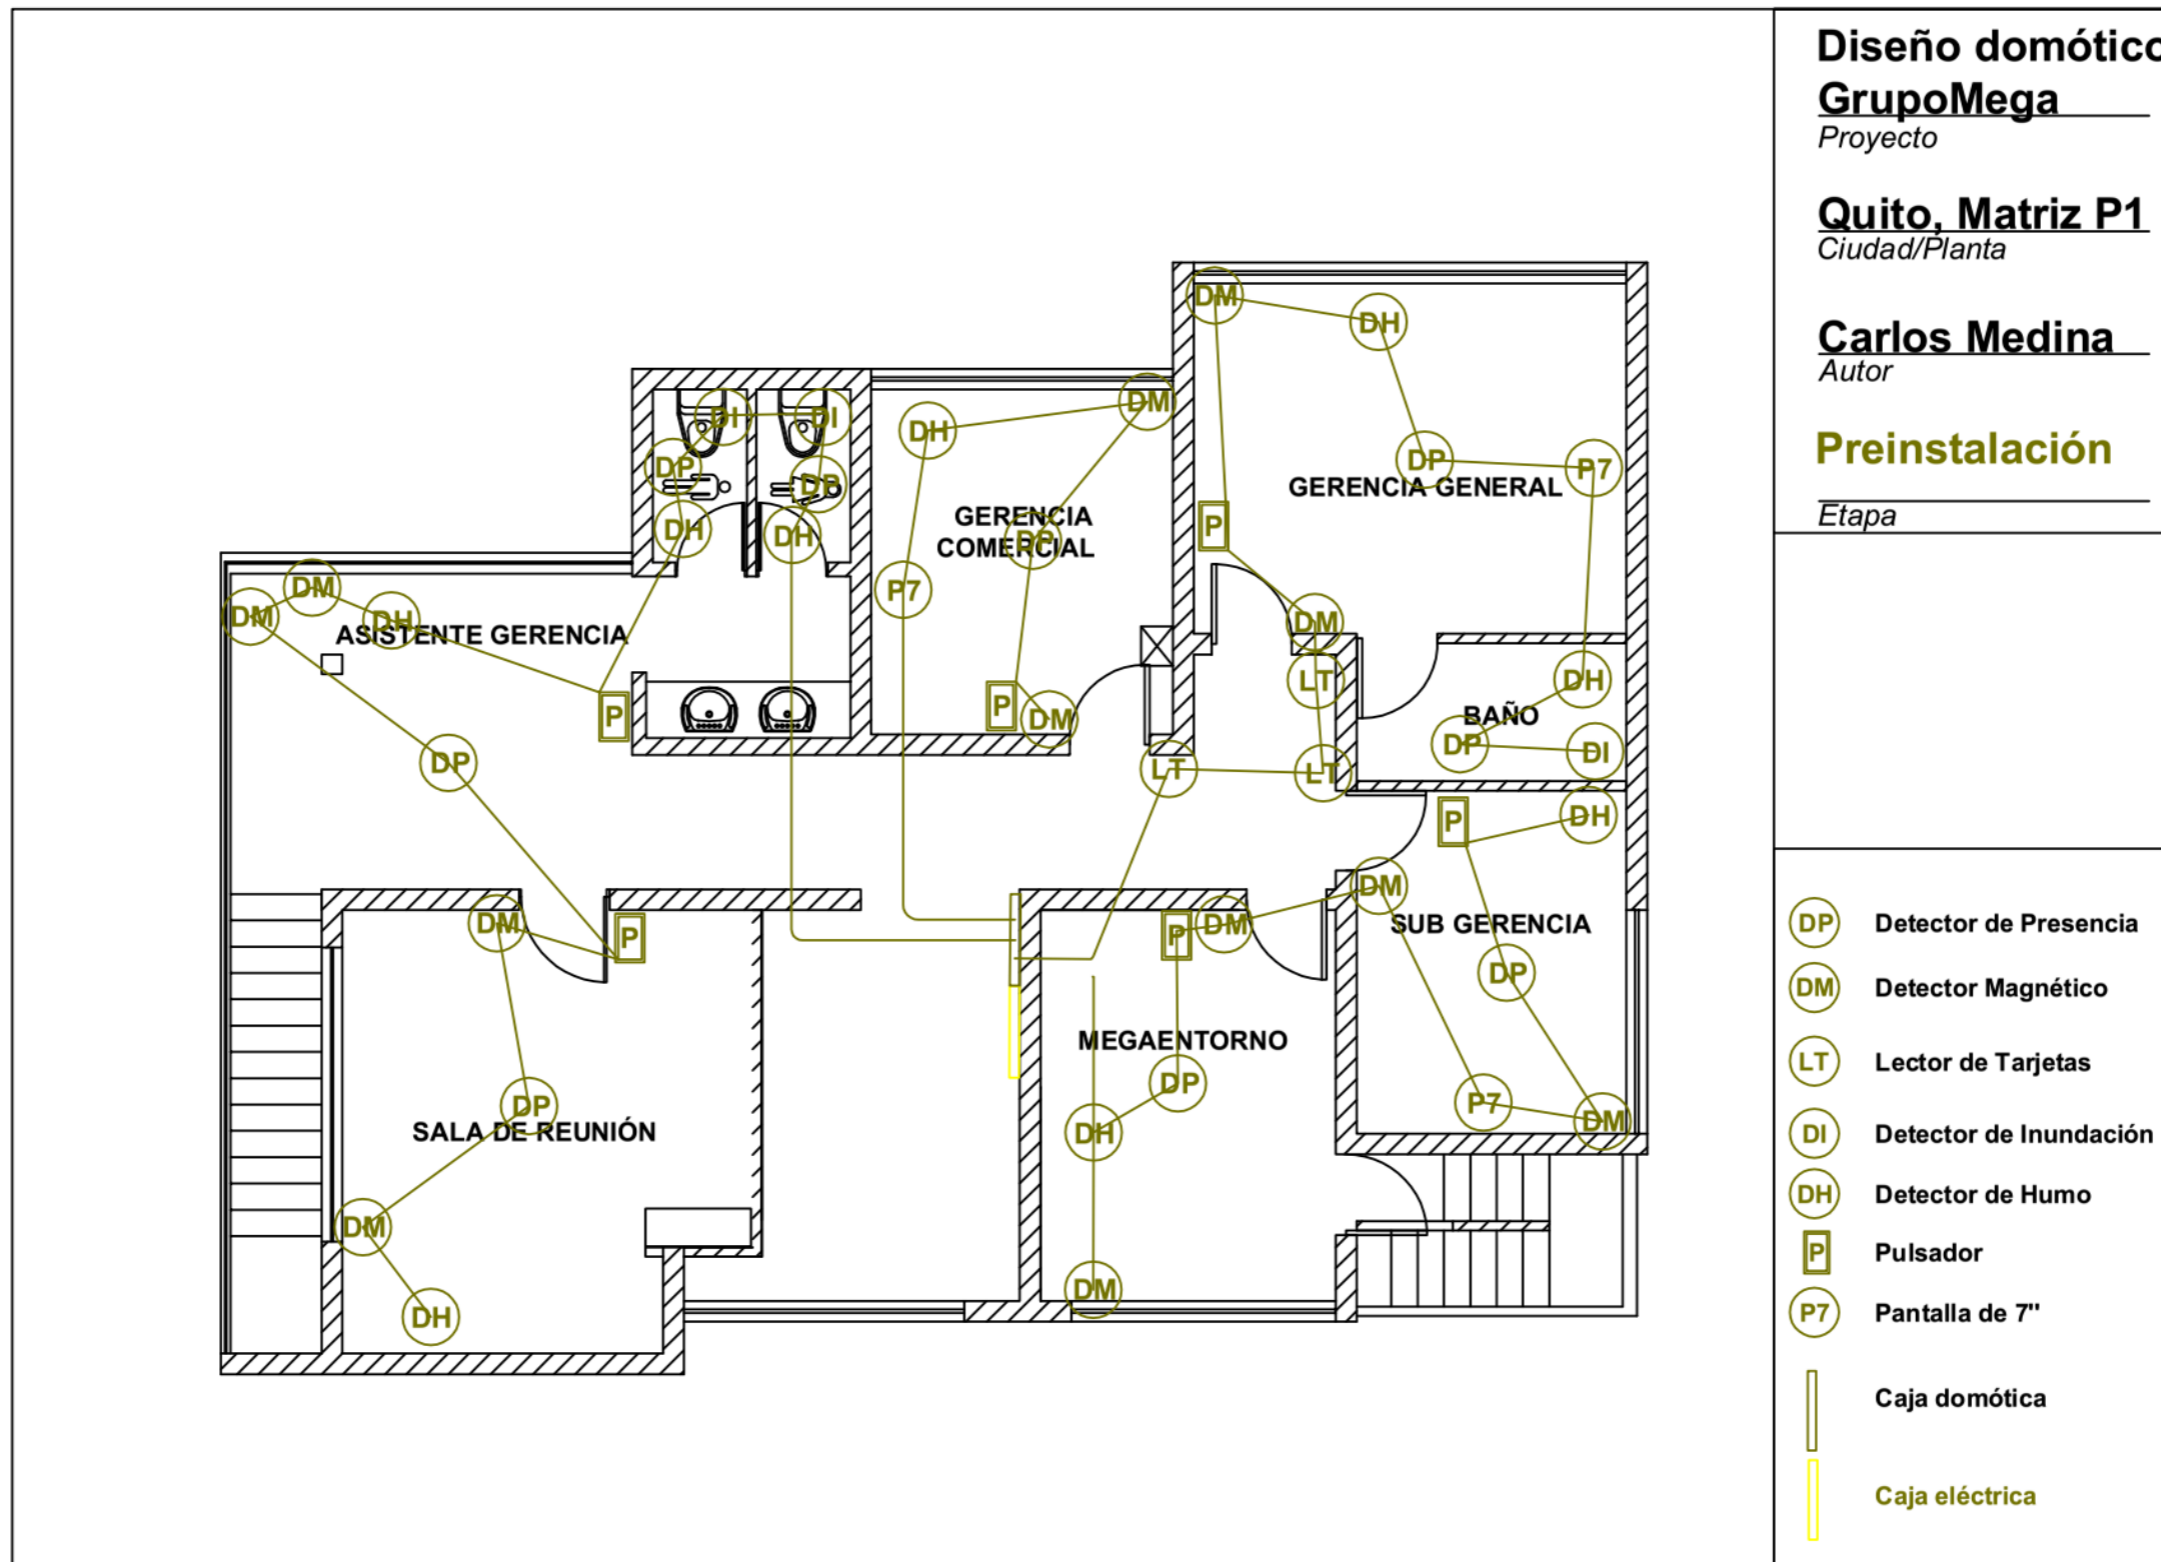 Diseño domótico
GrupoMega
Proyecto
Quito, Matriz P1
Ciudad/Planta
Carlos Medina
Autor
Preinstalación
Etapa
DM
DH
DP
P7
GERENCIA GENERAL
P
DM
LT
LT
LT
DI
DI
DP
DP
DH
DH
DH
DM
GERENCIA
COMERCIAL
DP
P7
P
DM
DM
DM
DH
ASISTENTE GERENCIA
P
DP
DH
BAÑO
DP
DI
P
DH
DM
SUB GERENCIA
DP
P7
DM
DM
P
DP
SALA DE REUNIÓN
DM
DH
P
DM
MEGAENTORNO
DP
DH
DM
DP Detector de Presencia
DM Detector Magnético
LT Lector de Tarjetas
DI Detector de Inundación
DH Detector de Humo
P Pulsador
P7 Pantalla de 7''
Caja domótica
Caja eléctrica